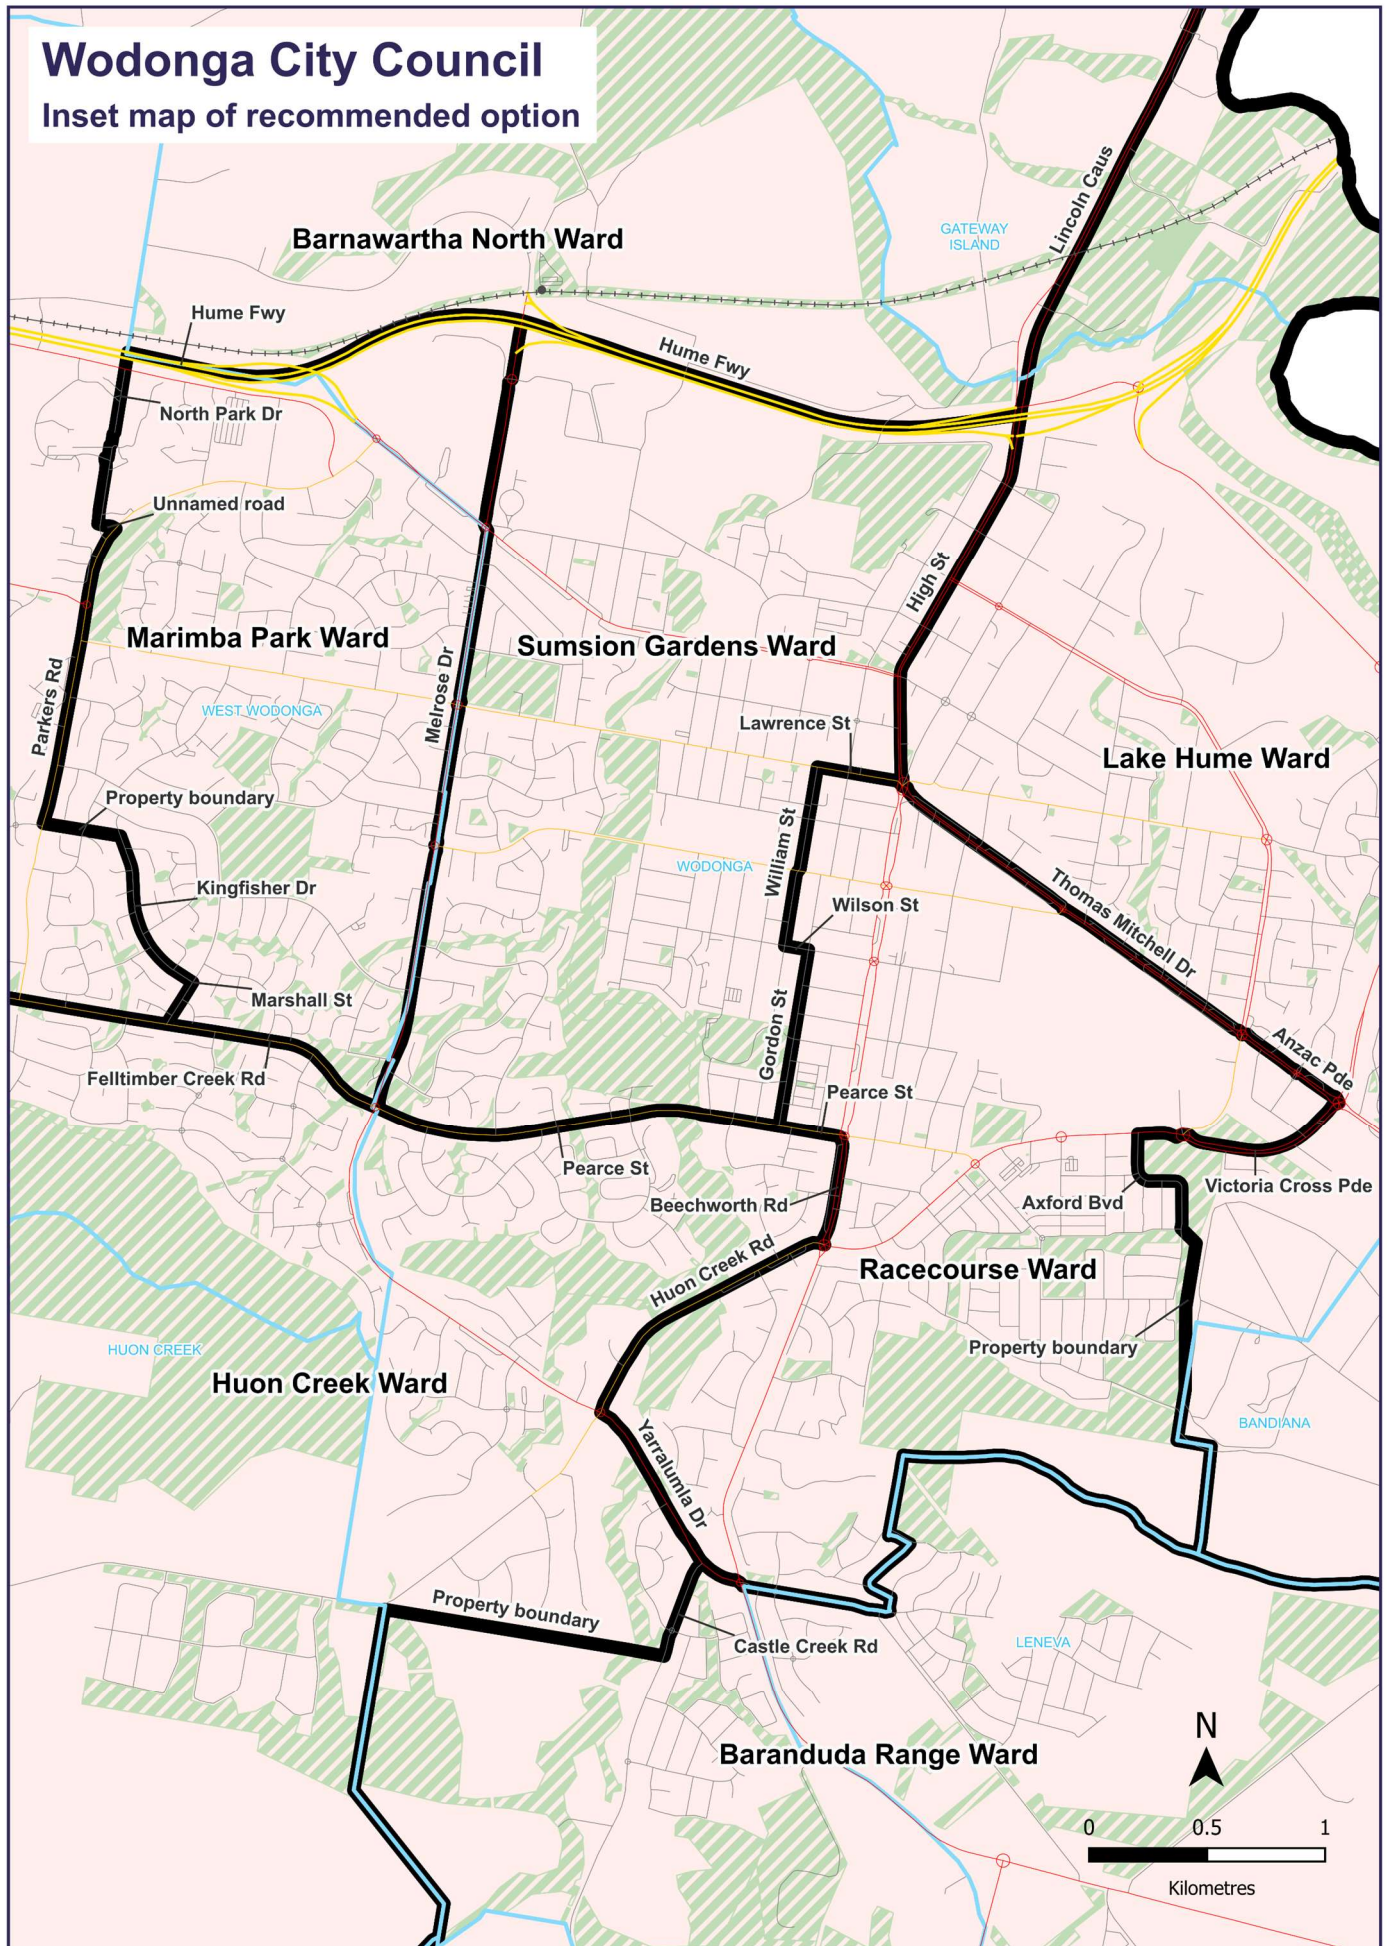 Wodonga City Council
Inset map of recommended option
Lincoln Caus
GATEWAY
ISLAND
Barnawartha North Ward
Hume Fwy
Hume Fwy
North Park Dr
Unnamed road
High St
Marimba Park Ward
Sumsion Gardens Ward
Melrose Dr
Parkers Rd
WEST WODONGA
Lawrence St
Lake Hume Ward
Property boundary
William St
WODONGA
Kingfisher Dr
Wilson St
Thomas Mitchell Dr
Marshall St
Gordon St
Anzac Pde
Felltimber Creek Rd
Pearce St
Pearce St
Victoria Cross Pde
Axford Bvd
Beechworth Rd
Huon Creek Rd
Racecourse Ward
Property boundary
HUON CREEK
Huon Creek Ward
BANDIANA
Yarralumla Dr
Property boundary
Castle Creek Rd
LENEVA
N
Baranduda Range Ward
0 0.5 1
Kilometres